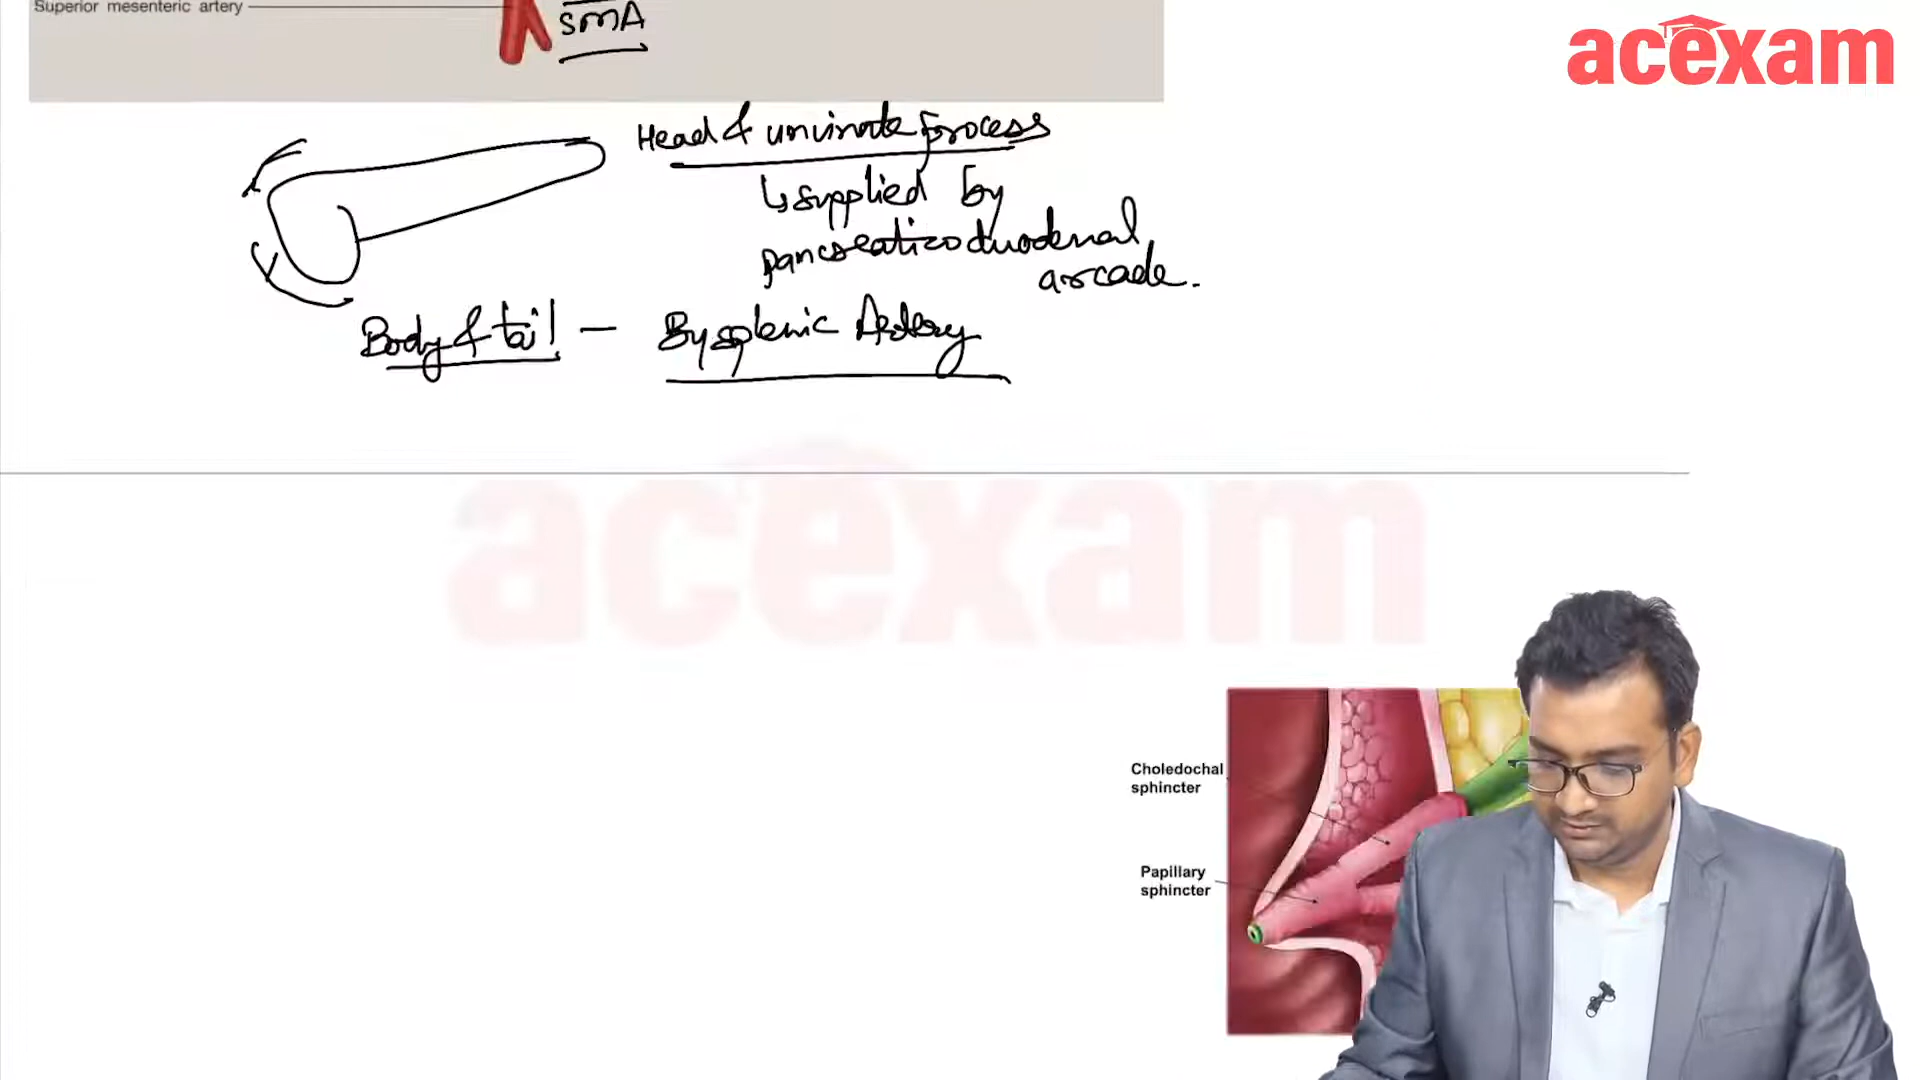 Superior mesenteric artery
SMA
acexam
Head & uncinate process
↳ supplied by
pancreaticoduodenal
arcade.
Body & tail — By splenic Artery
acexam
Choledochal
sphincter
Papillary
sphincter